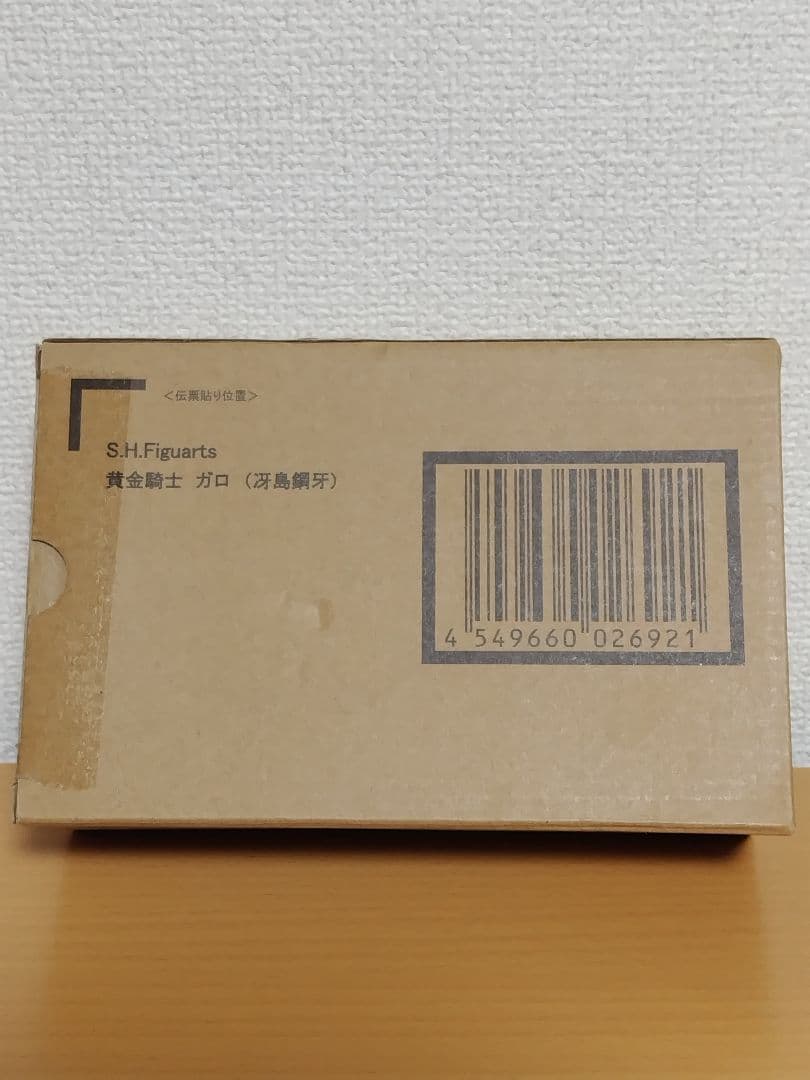 ＜伝票貼り位置＞
S.H.Figuarts
黄金騎士 ガロ （冴島鋼牙）
4 549660 026921